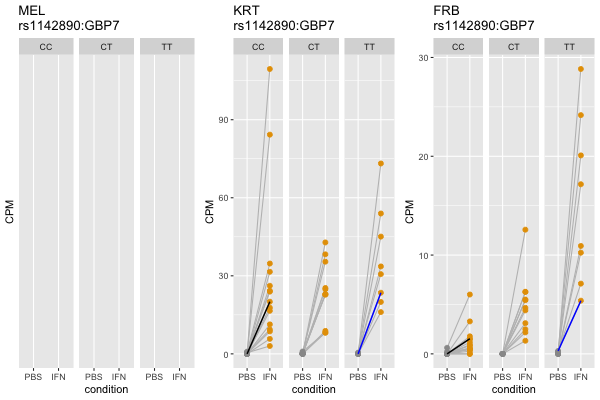 MEL
rs1142890:GBP7
CC CT TT
CPM
PBS IFN PBS IFN PBS IFN
condition
KRT
rs1142890:GBP7
CC CT TT
90
60
30
0
CPM
PBS IFN PBS IFN PBS IFN
condition
FRB
rs1142890:GBP7
CC CT TT
30
20
10
0
CPM
PBS IFN PBS IFN PBS IFN
condition